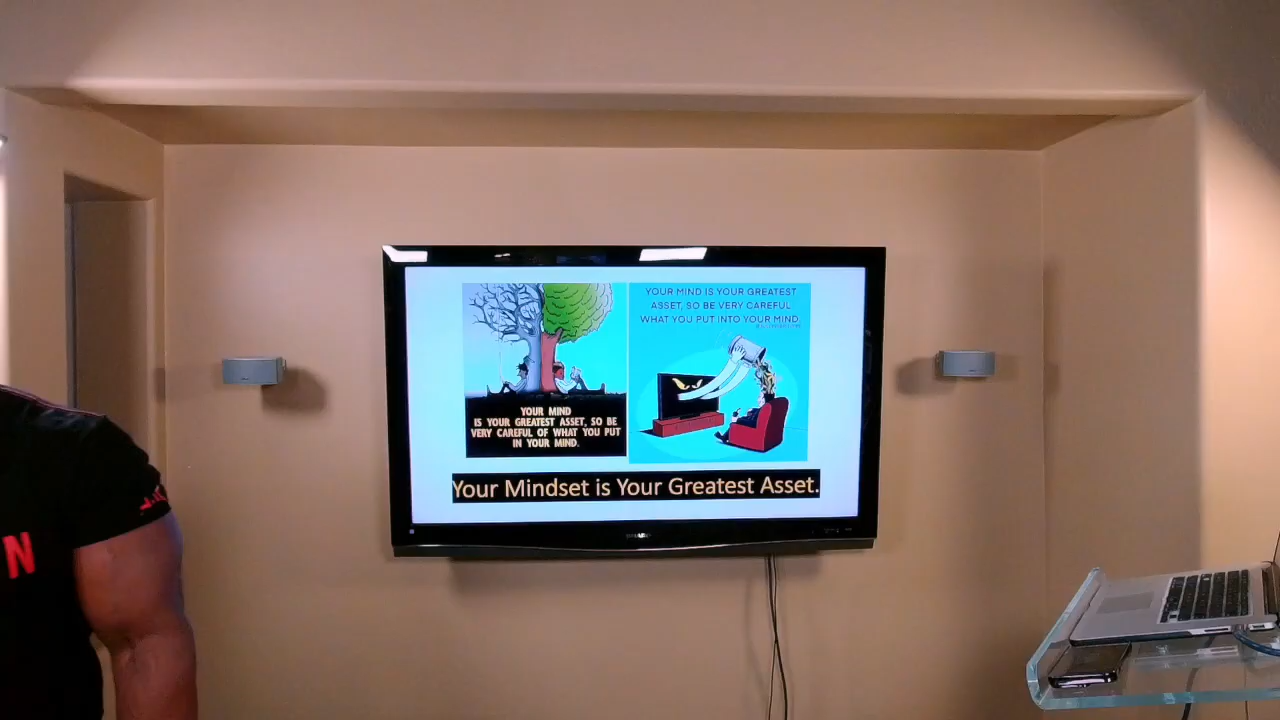 YOUR MIND IS YOUR GREATEST
ASSET, SO BE VERY CAREFUL
WHAT YOU PUT INTO YOUR MIND
YOUR MIND
IS YOUR GREATEST ASSET, SO BE
VERY CAREFUL OF WHAT YOU PUT
IN YOUR MIND.
Your Mindset is Your Greatest Asset.
SHARP
N